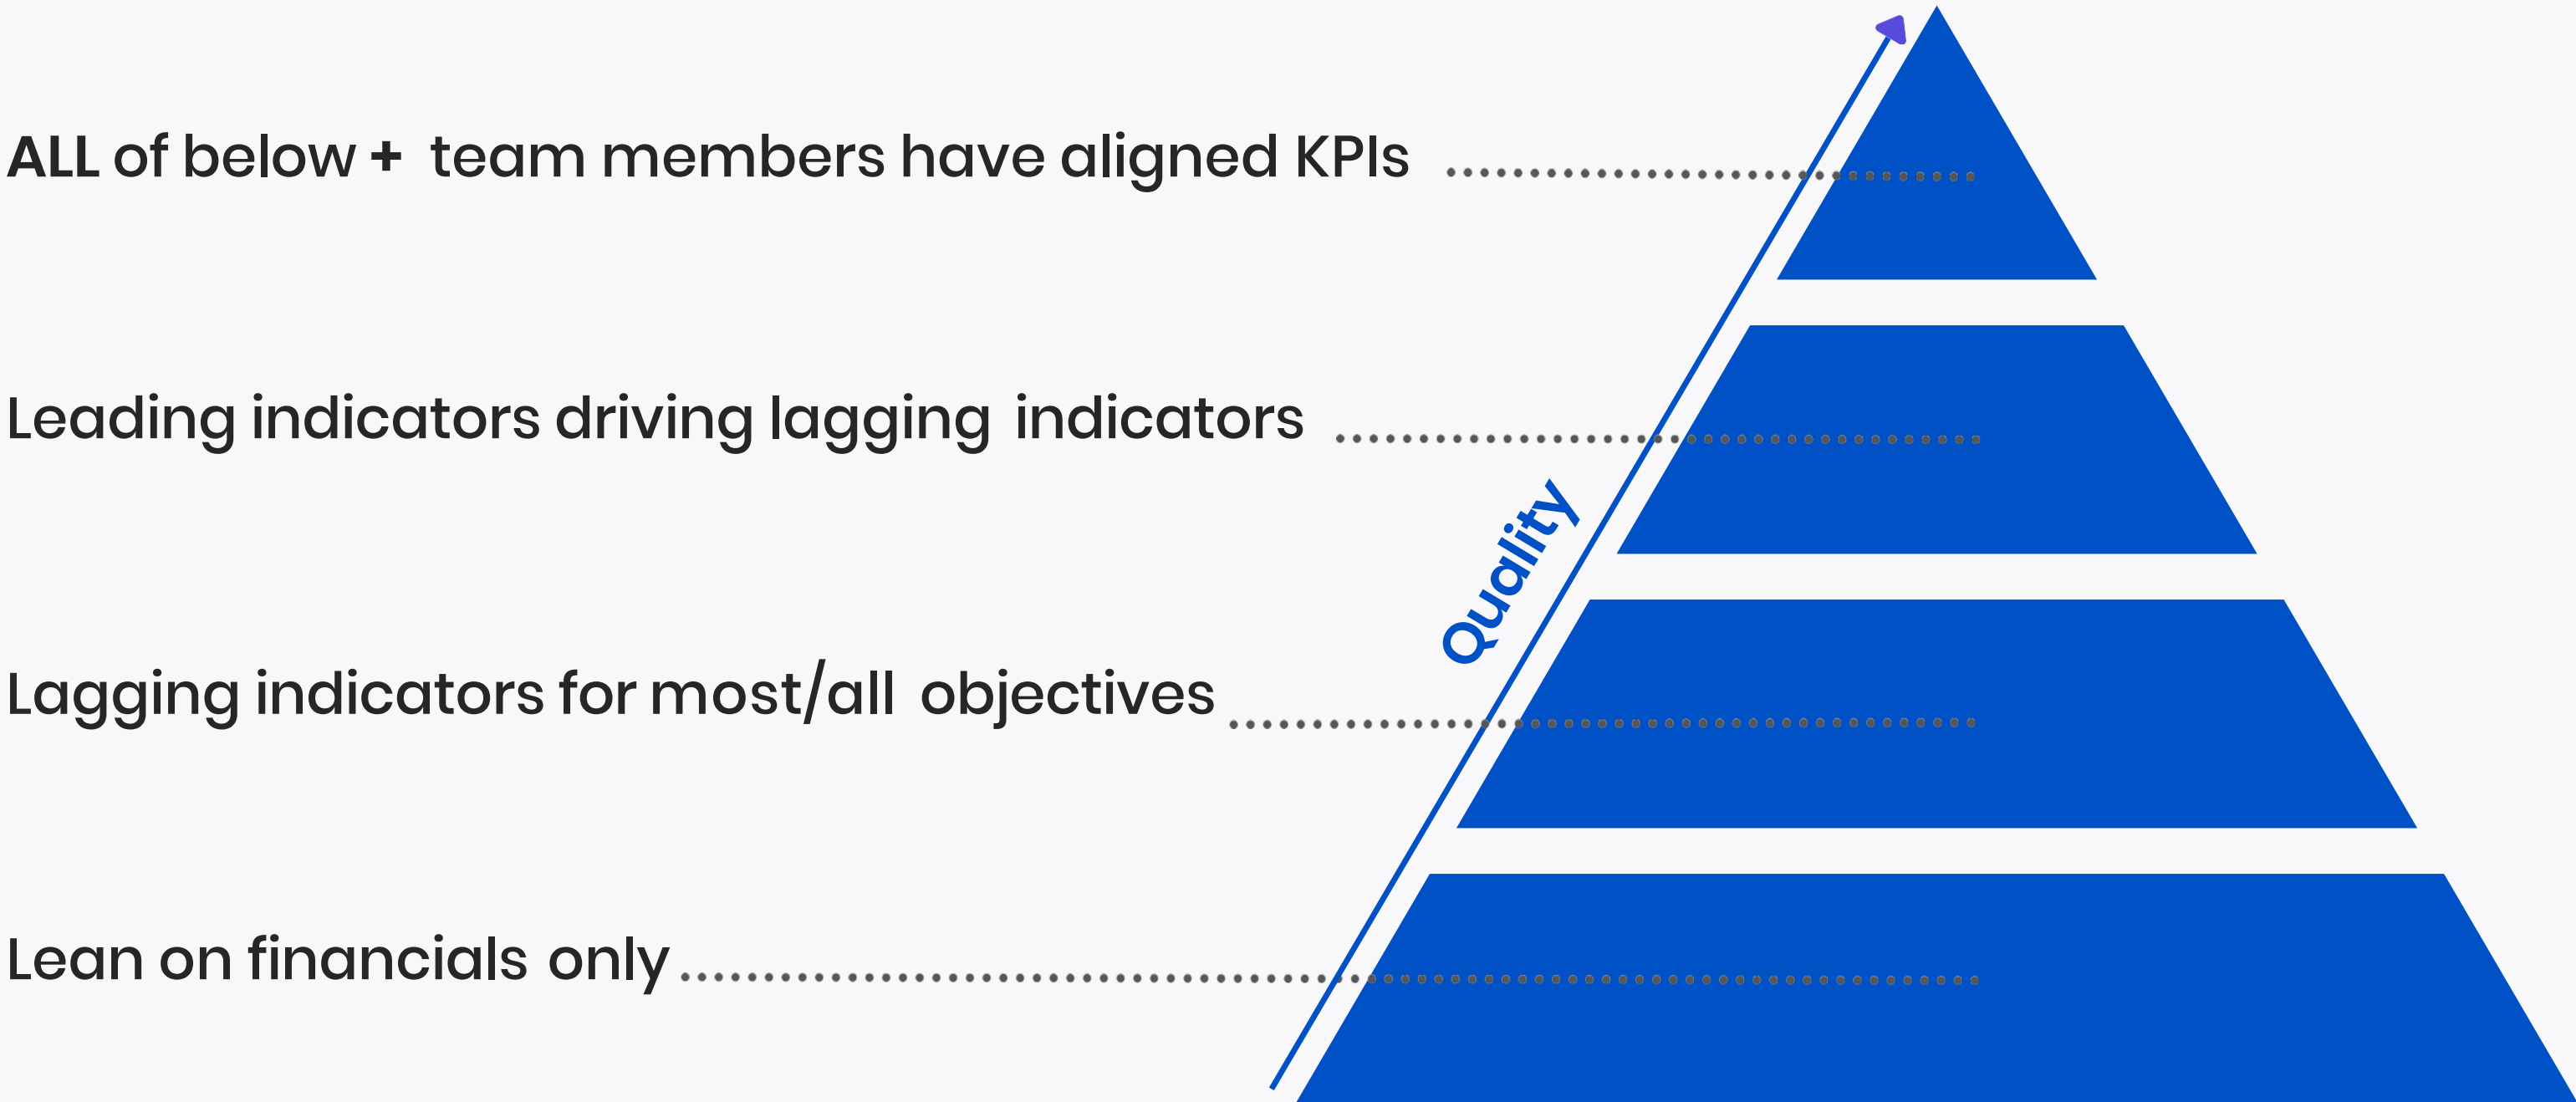 ALL of below + team members have aligned KPIs
Leading indicators driving lagging indicators
Quality
Lagging indicators for most/all objectives
Lean on financials only